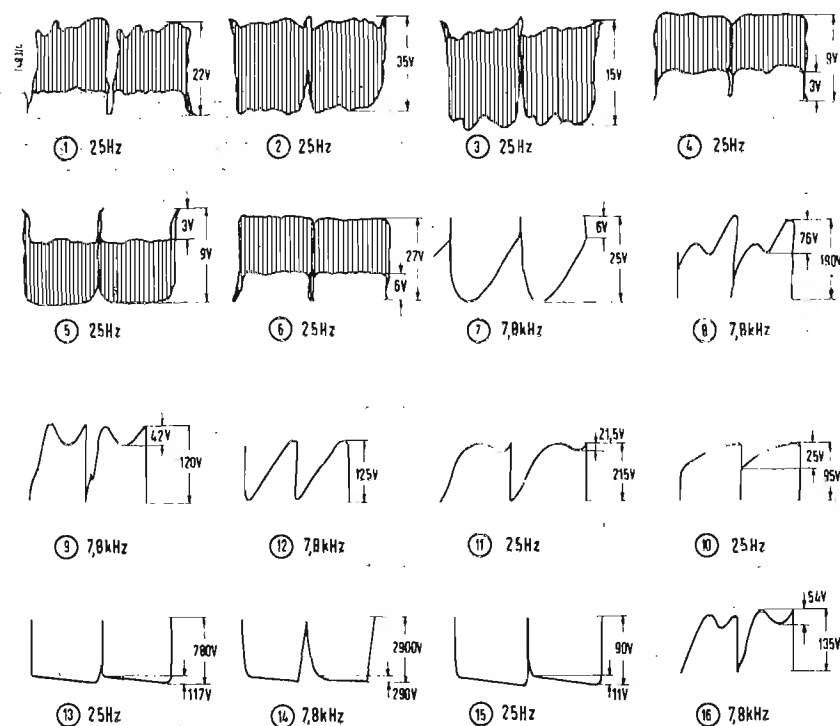 22V
35V
15V
9V
3V
① 25Hz
② 25Hz
③ 25Hz
④ 25Hz
3V
9V
27V
6V
6V
25V
76V
190V
⑤ 25Hz
⑥ 25Hz
⑦ 7,8kHz
⑧ 7,8kHz
42V
120V
125V
21,5V
215V
25V
95V
⑨ 7,8kHz
⑫ 7,8kHz
⑪ 25Hz
⑩ 25Hz
780V
117V
2900V
290V
90V
11V
54V
135V
⑬ 25Hz
⑭ 7,8kHz
⑮ 25Hz
⑯ 7,8kHz